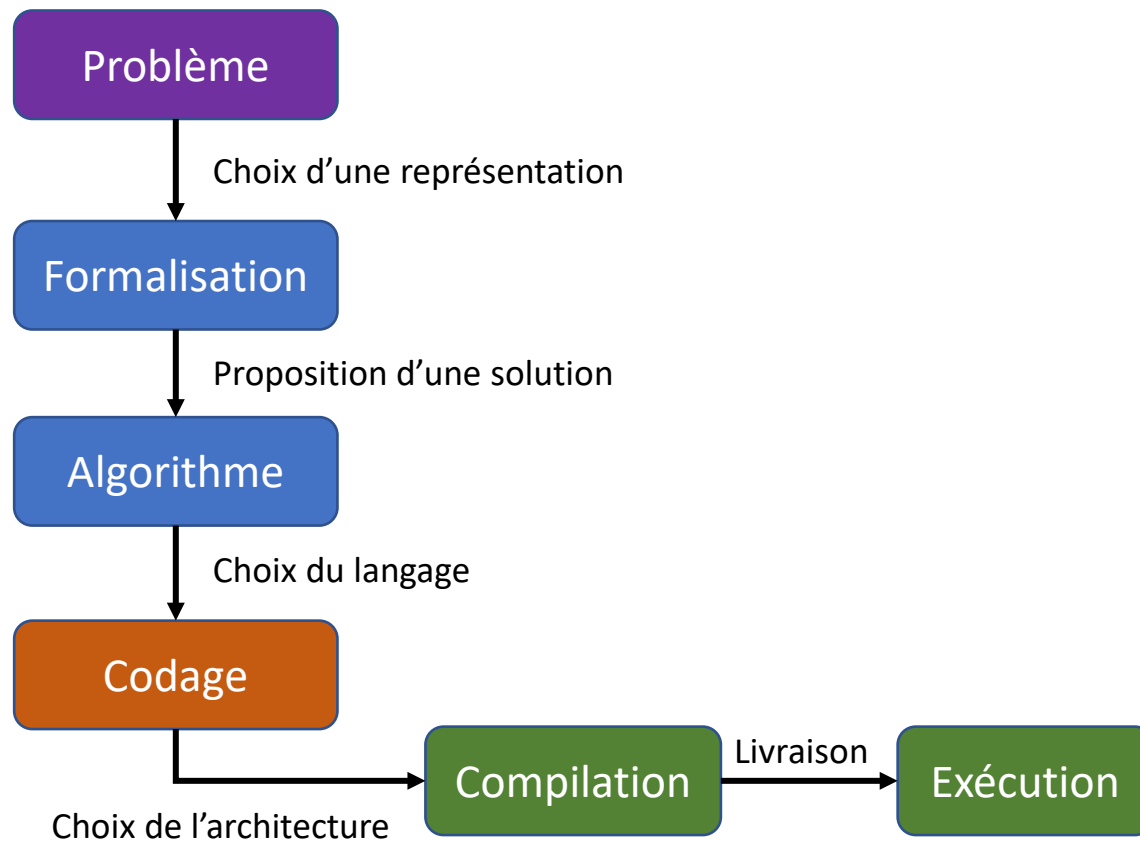 Problème
Choix d’une représentation
Formalisation
Proposition d’une solution
Algorithme
Choix du langage
Codage
Choix de l’architecture
Compilation
Livraison
Exécution